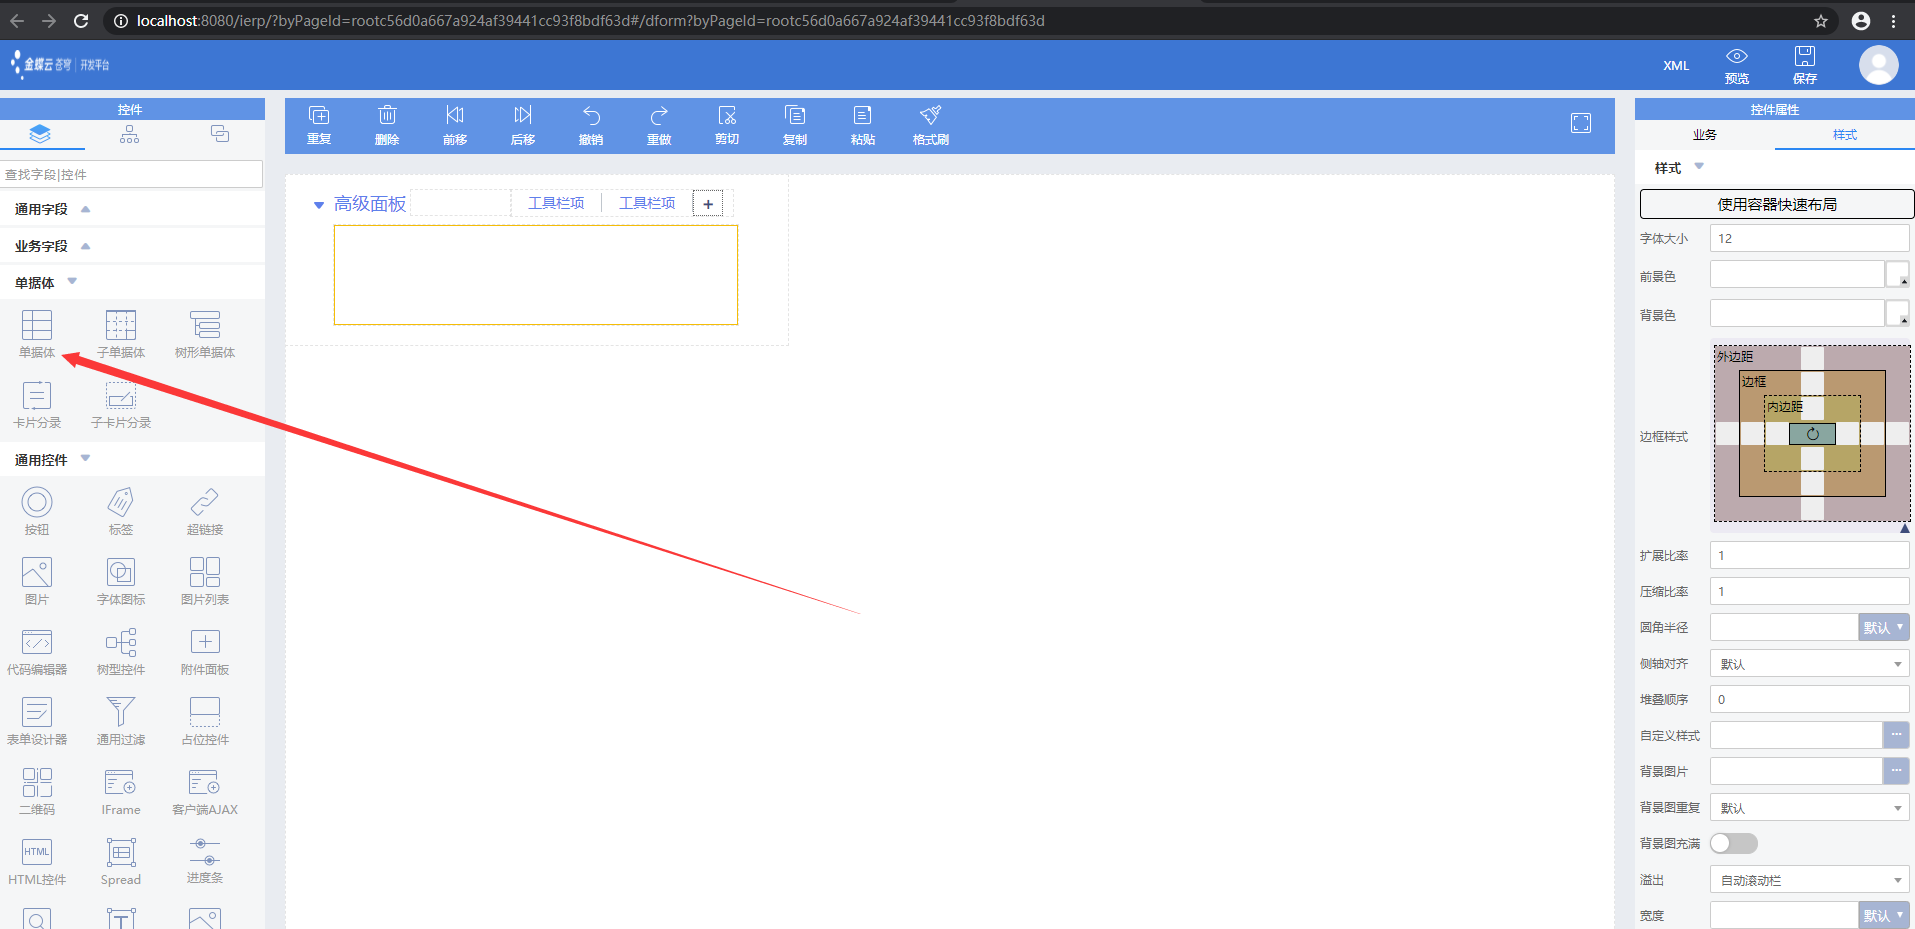 localhost:8080/ierp/?byPageId=rootc56d0a667a924af39441cc93f8bdf63d#/dform?byPageId=rootc56d0a667a924af39441cc93f8bdf63d
金蝶云 苍穹 | 开发平台
XML 预览 保存
控件
查找字段|控件
通用字段
业务字段
单据体
单据体 子单据体 树形单据体
卡片分录 子卡片分录
通用控件
按钮 标签 超链接
图片 字体图标 图片列表
代码编辑器 树型控件 附件面板
表单设计器 通用过滤 占位控件
二维码 IFrame 客户端AJAX
HTML
HTML控件 Spread 进度条
重复 删除 前移 后移 撤销 重做 剪切 复制 粘贴 格式刷
高级面板 工具栏项 工具栏项 +
控件属性
业务 样式
样式
使用容器快速布局
字体大小 12
前景色
背景色
外边距
边框
内边距
边框样式
扩展比率 1
压缩比率 1
圆角半径 默认
侧轴对齐 默认
堆叠顺序 0
自定义样式 ...
背景图片 ...
背景图重复 默认
背景图充满
溢出 自动滚动栏
宽度 默认